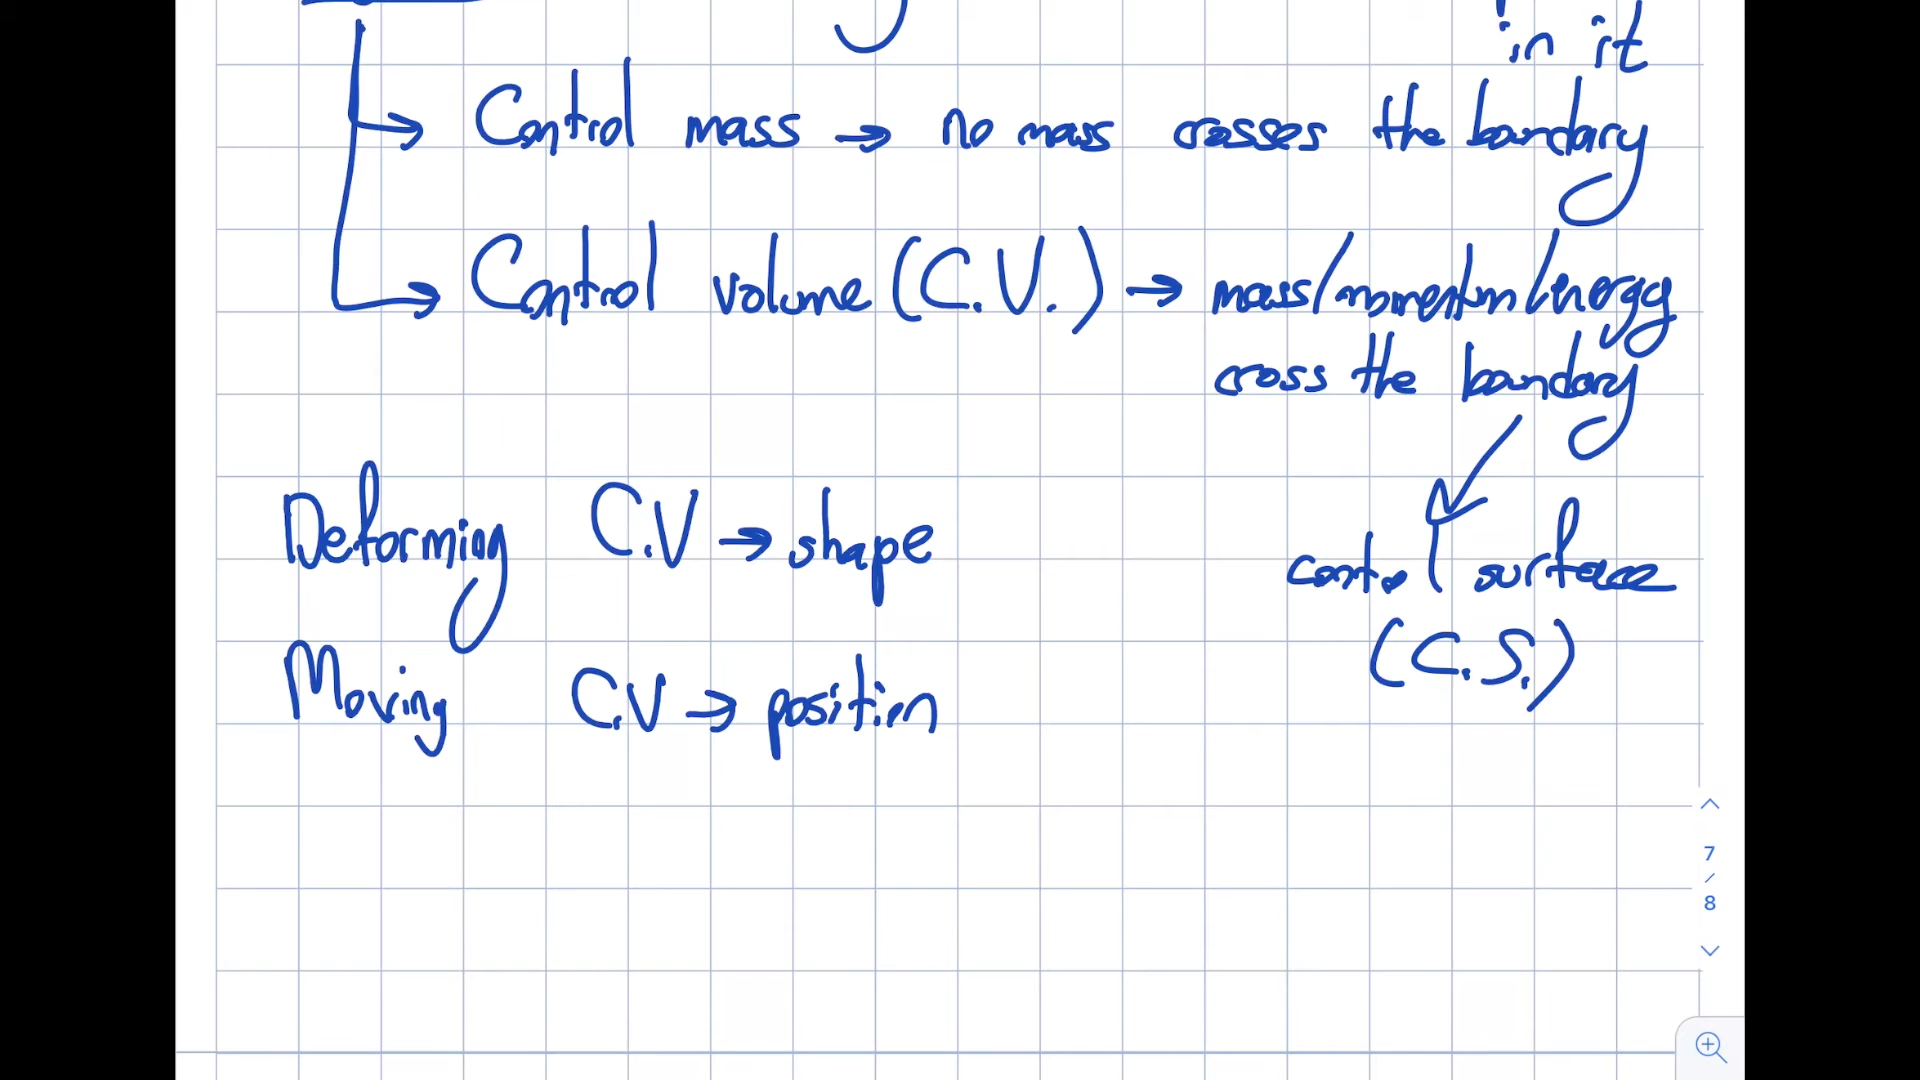 in it
Control mass → no mass crosses the boundary
Control volume (C.V.) → mass/momentum/energy
cross the boundary
Deforming C.V → shape
control surface
(C.S.)
Moving C.V → position
7
/
8